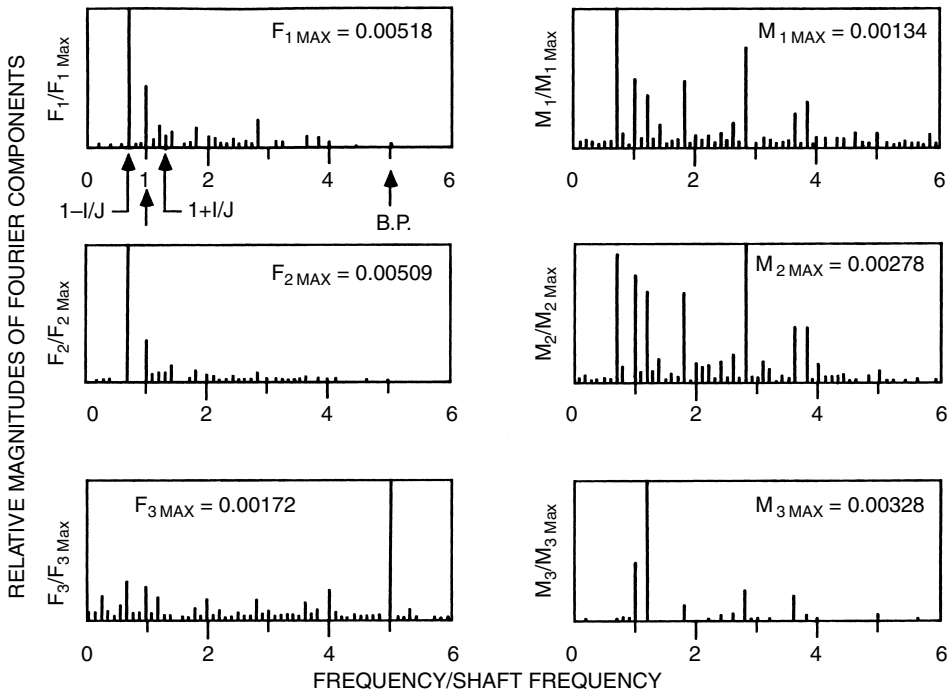 RELATIVE MAGNITUDES OF FOURIER COMPONENTS
F1/F1 Max
F1 MAX = 0.00518
0 1 2 4 6
1–I/J 1+I/J B.P.
M1/M1 Max
M1 MAX = 0.00134
0 2 4 6
F2/F2 Max
F2 MAX = 0.00509
0 2 4 6
M2/M2 Max
M2 MAX = 0.00278
0 2 4 6
F3/F3 Max
F3 MAX = 0.00172
0 2 4 6
M3/M3 Max
M3 MAX = 0.00328
0 2 4 6
FREQUENCY/SHAFT FREQUENCY